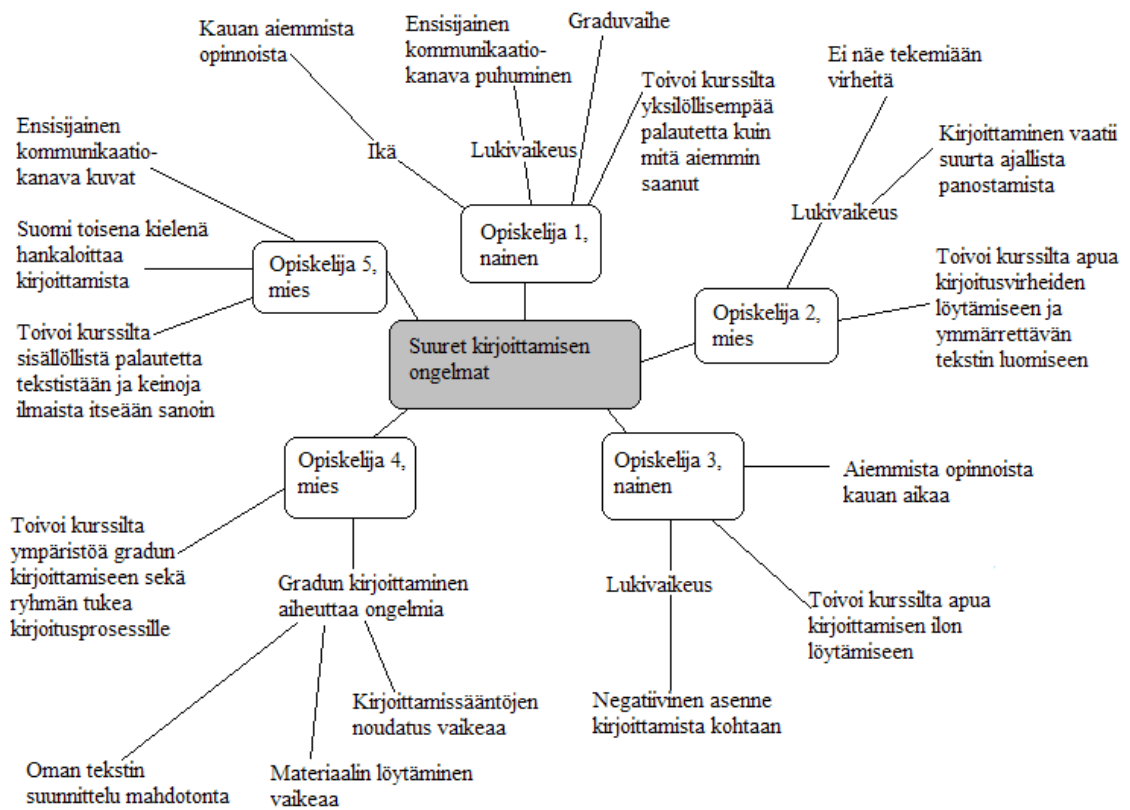 Kauan aiemmista
opinnoista
Ensisijainen
kommunikaatio-
kanava puhuminen
Graduvaihe
Toivoi kurssilta
yksilöllisempää
palautetta kuin
mitä aiemmin
saanut
Ikä
Lukivaikeus
Opiskelija 1,
nainen
Ei näe tekemiään
virheitä
Kirjoittaminen vaatii
suurta ajallista
panostamista
Lukivaikeus
Toivoi kurssilta apua
kirjoitusvirheiden
löytämiseen ja
ymmärrettävän
tekstin luomiseen
Opiskelija 2,
mies
Ensisijainen
kommunikaatio-
kanava kuvat
Suomi toisena kielenä
hankaloittaa
kirjoittamista
Toivoi kurssilta
sisällöllistä palautetta
tekstistään ja keinoja
ilmaista itseään sanoin
Opiskelija 5,
mies
Suuret kirjoittamisen
ongelmat
Opiskelija 4,
mies
Toivoi kurssilta
ympäristöä gradun
kirjoittamiseen sekä
ryhmän tukea
kirjoitusprosessille
Gradun kirjoittaminen
aiheuttaa ongelmia
Kirjoittamissääntöjen
noudatus vaikeaa
Oman tekstin
suunnittelu mahdotonta
Materiaalin löytäminen
vaikeaa
Opiskelija 3,
nainen
Aiemmista opinnoista
kauan aikaa
Lukivaikeus
Toivoi kurssilta apua
kirjoittamisen ilon
löytämiseen
Negatiivinen asenne
kirjoittamista kohtaan